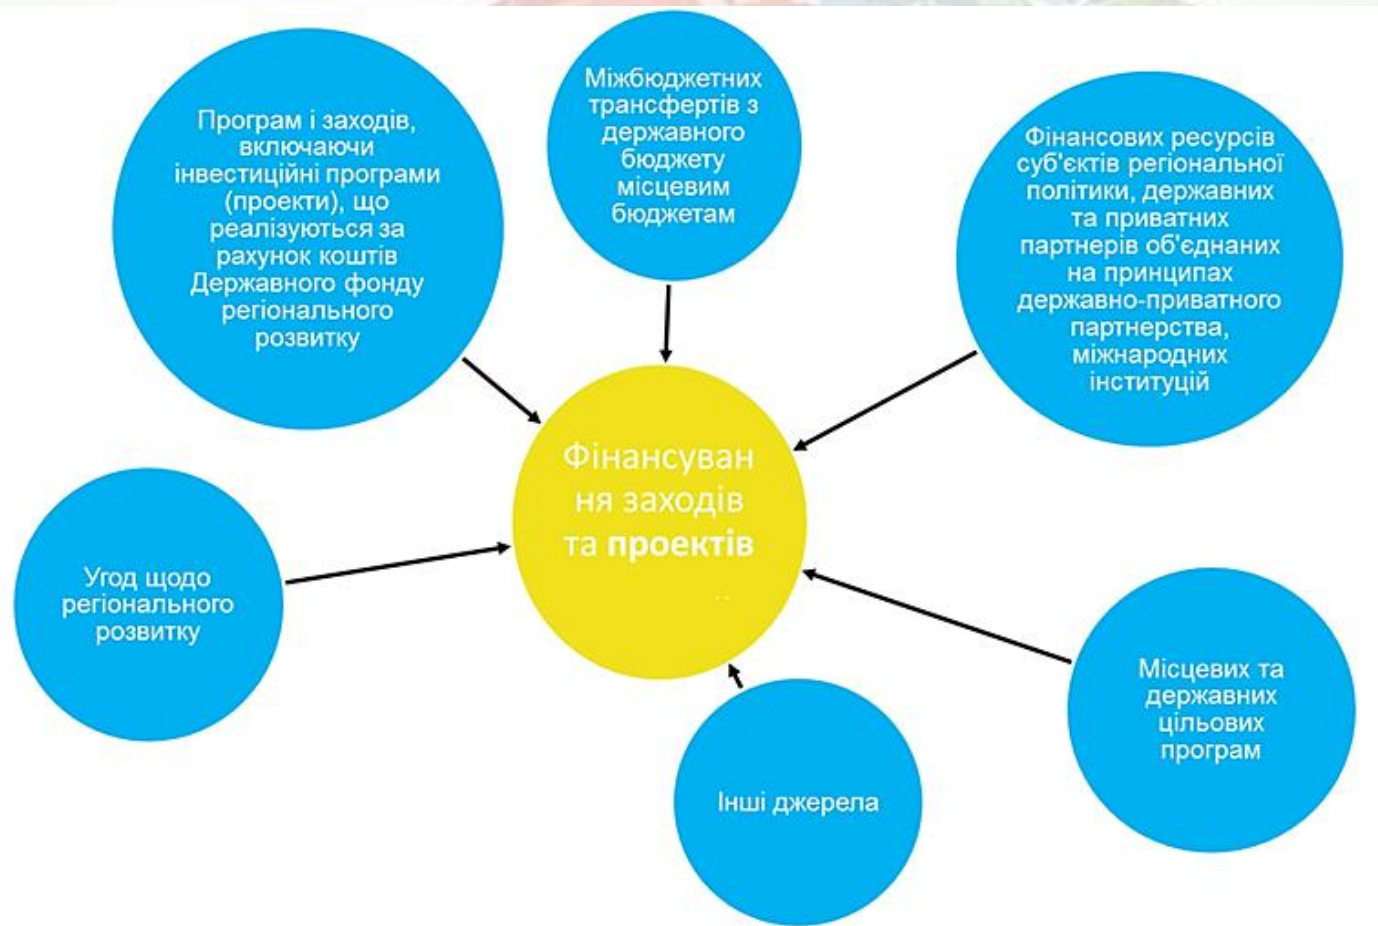 Програм і заходів,
включаючи
інвестиційні програми
(проекти), що
реалізуються за
рахунок коштів
Державного фонду
регіонального
розвитку
Міжбюджетних
трансфертів з
державного
бюджету
місцевим
бюджетам
Фінансових ресурсів
суб'єктів регіональної
політики, державних
та приватних
партнерів об'єднаних
на принципах
державно-приватного
партнерства,
міжнародних
інституцій
Фінансуван
ня заходів
та проектів
Угод щодо
регіонального
розвитку
Місцевих та
державних
цільових
програм
Інші джерела